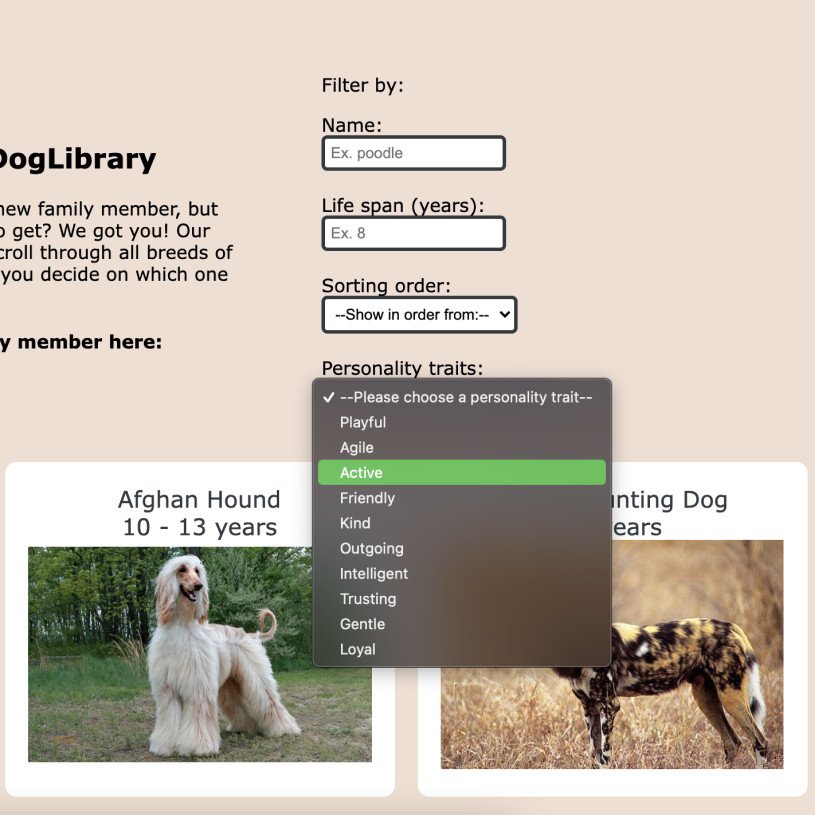 Filter by:
Name:
Ex. poodle
DogLibrary
new family member, but
get? We got you! Our
through all breeds of
you decide on which one
member here:
Life span (years):
Ex. 8
Sorting order:
--Show in order from:--
Personality traits:
--Please choose a personality trait--
Playful
Agile
Active
Friendly
Kind
Outgoing
Intelligent
Trusting
Gentle
Loyal
Afghan Hound
10 - 13 years
Dog